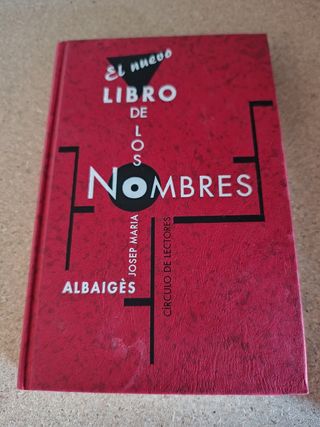 El nuevo
LIBRO
DE
LOS
NOMBRES
JOSEP MARIA
ALBAIGÈS
CÍRCULO DE LECTORES